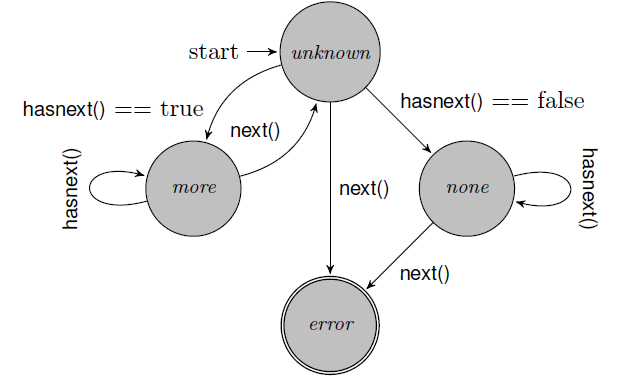 start
unknown
hasnext() == true
hasnext() == false
next()
hasnext()
more
next()
none
hasnext()
next()
error